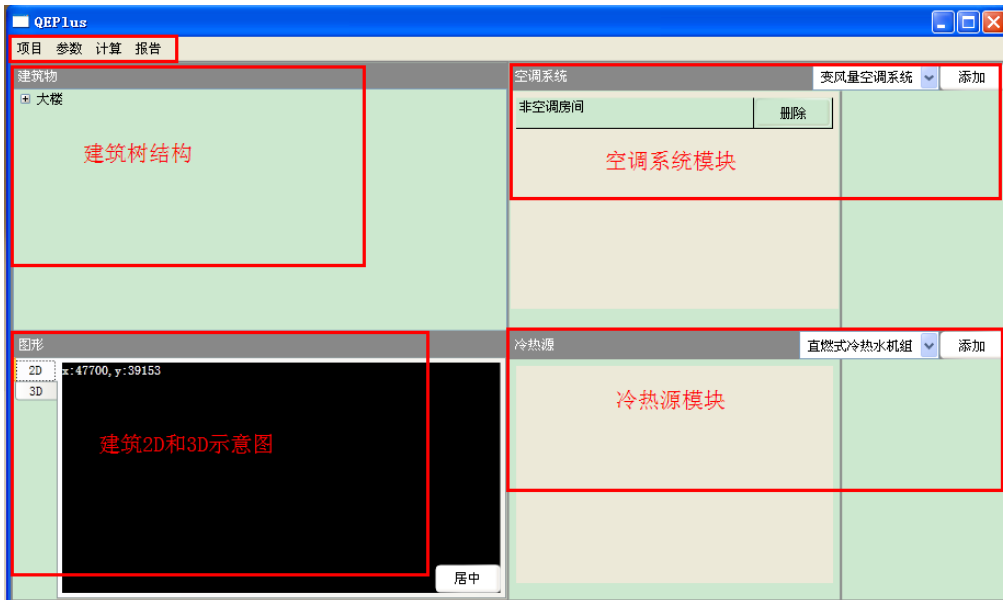 QEPlus
项目 参数 计算 报告
建筑物
大楼
建筑树结构
空调系统 变风量空调系统 添加
非空调房间 删除
空调系统模块
图形
2D
3D
x:47700, y:39153
建筑2D和3D示意图
居中
冷热源 直燃式冷热水机组 添加
冷热源模块